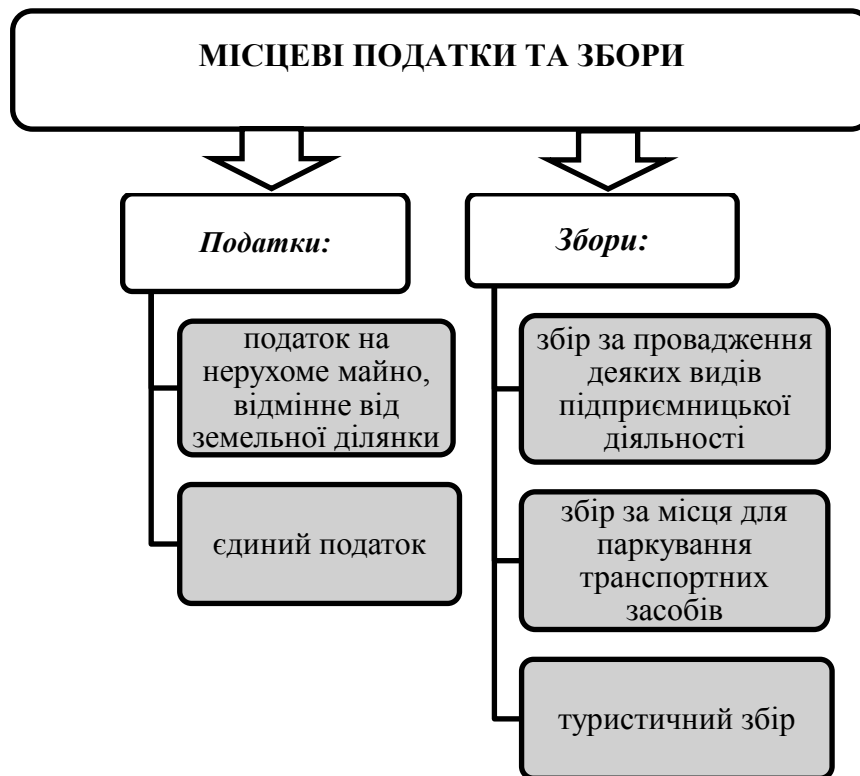 МІСЦЕВІ ПОДАТКИ ТА ЗБОРИ
Податки:
податок на
нерухоме майно,
відмінне від
земельної ділянки
єдиний податок
Збори:
збір за провадження
деяких видів
підприємницької
діяльності
збір за місця для
паркування
транспортних
засобів
туристичний збір